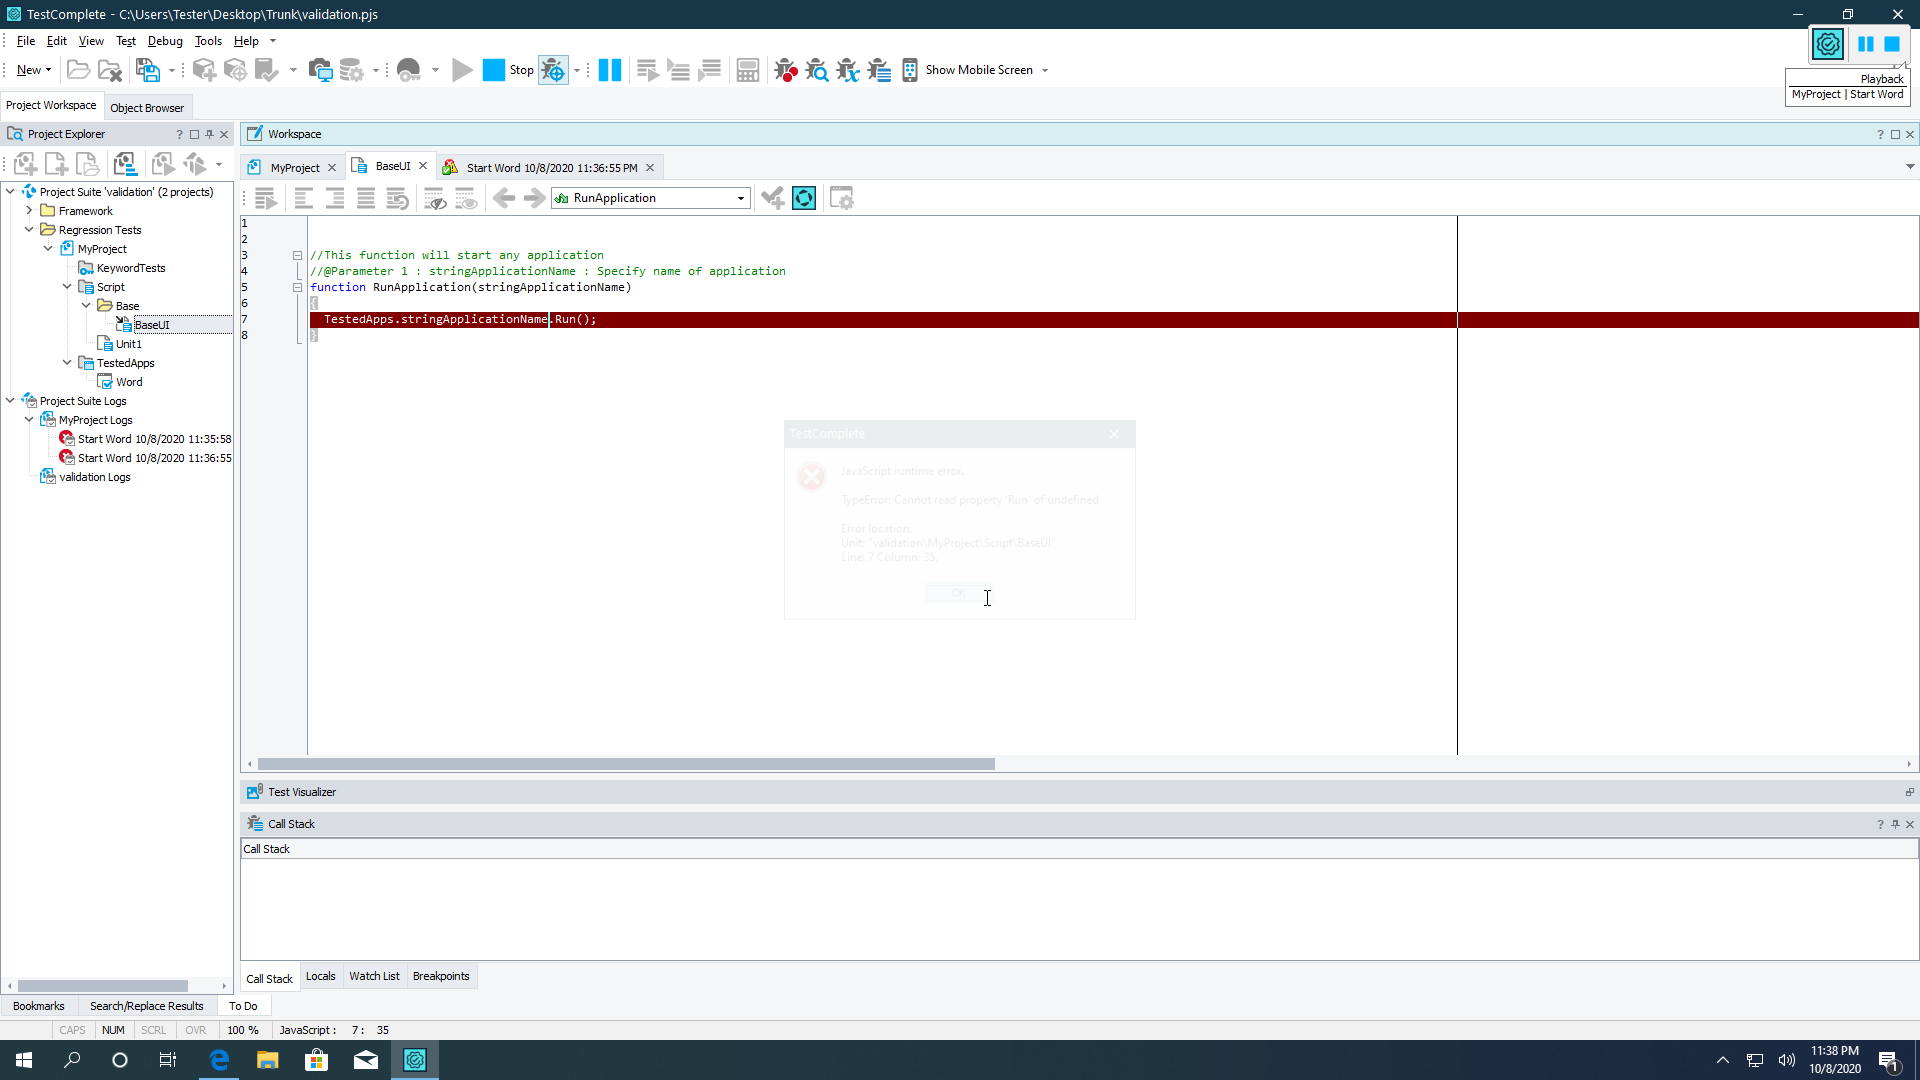 TestComplete - C:\Users\Tester\Desktop\Trunk\validation.pjs
File Edit View Test Debug Tools Help
New Stop Show Mobile Screen
Playback
MyProject | Start Word
Project Workspace Object Browser
Project Explorer
Workspace
MyProject BaseUI Start Word 10/8/2020 11:36:55 PM
RunApplication
Project Suite 'validation' (2 projects)
Framework
Regression Tests
MyProject
KeywordTests
Script
Base
BaseUI
Unit1
TestedApps
Word
Project Suite Logs
MyProject Logs
Start Word 10/8/2020 11:35:58
Start Word 10/8/2020 11:36:55
validation Logs
1
2
3 //This function will start any application
4 //@Parameter 1 : stringApplicationName : Specify name of application
5 function RunApplication(stringApplicationName)
6 {
7 TestedApps.stringApplicationName.Run();
8 }
TestComplete
JavaScript runtime error.
TypeError: Cannot read property 'Run' of undefined
Error location:
Unit: "validation\MyProject\Script\BaseUI"
Line: 7 Column: 35.
OK
Test Visualizer
Call Stack
Call Stack
Call Stack Locals Watch List Breakpoints
Bookmarks Search/Replace Results To Do
CAPS NUM SCRL OVR 100 % JavaScript : 7: 35
11:38 PM
10/8/2020
1